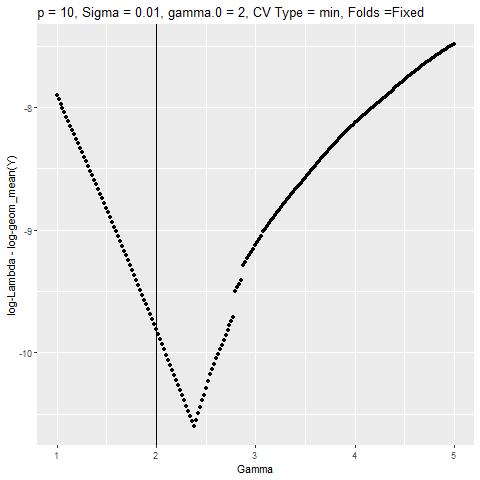 p = 10, Sigma = 0.01, gamma.0 = 2, CV Type = min, Folds =Fixed
log-Lambda - log-geom_mean(Y)
-8
-9
-10
1 2 3 4 5
Gamma